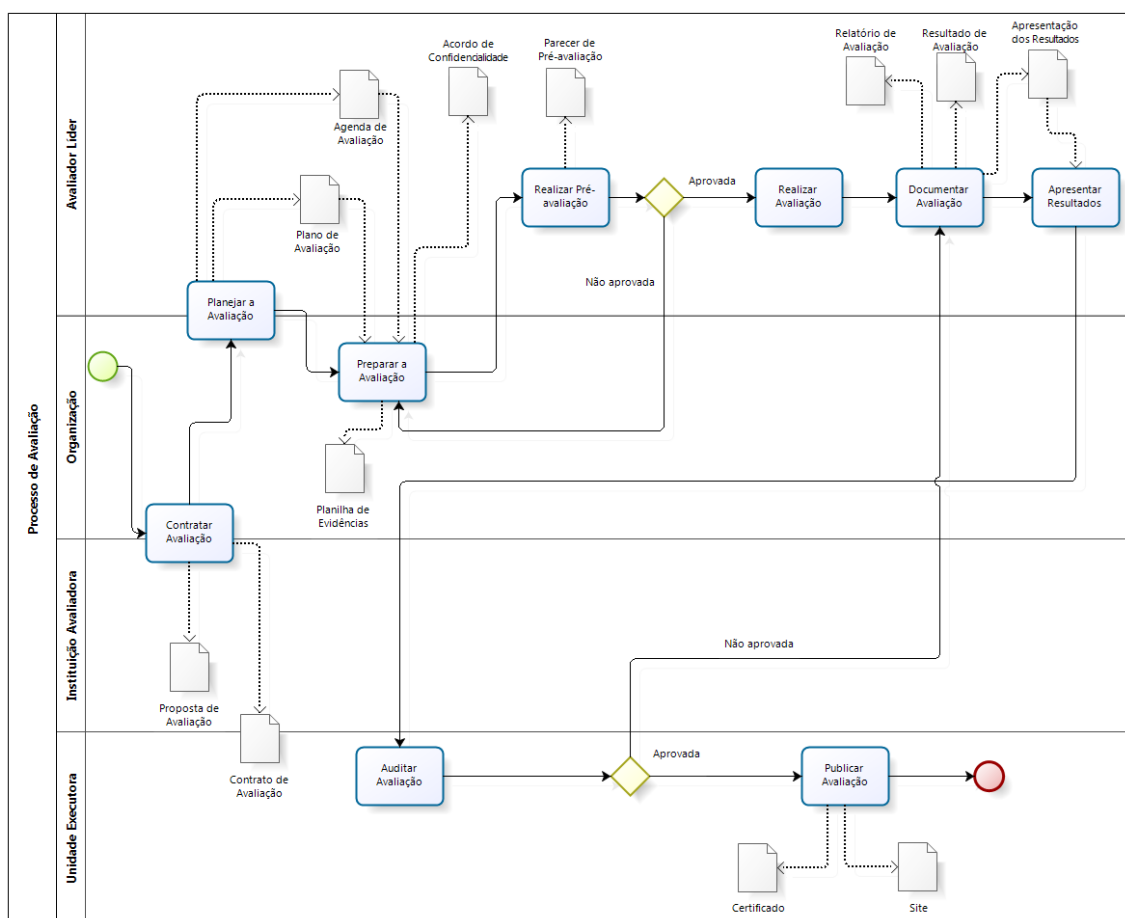 Processo de Avaliação
Avaliador Líder
Organização
Instituição Avaliadora
Unidade Executora
Acordo de
Confidencialidade
Parecer de
Pré-avaliação
Relatório de
Avaliação
Resultado de
Avaliação
Apresentação
dos Resultados
Agenda de
Avaliação
Plano de
Avaliação
Realizar Pré-
avaliação
Aprovada
Realizar
Avaliação
Documentar
Avaliação
Apresentar
Resultados
Não aprovada
Planejar a
Avaliação
Preparar a
Avaliação
Planilha de
Evidências
Contratar
Avaliação
Proposta de
Avaliação
Contrato de
Avaliação
Não aprovada
Auditar
Avaliação
Aprovada
Publicar
Avaliação
Certificado
Site